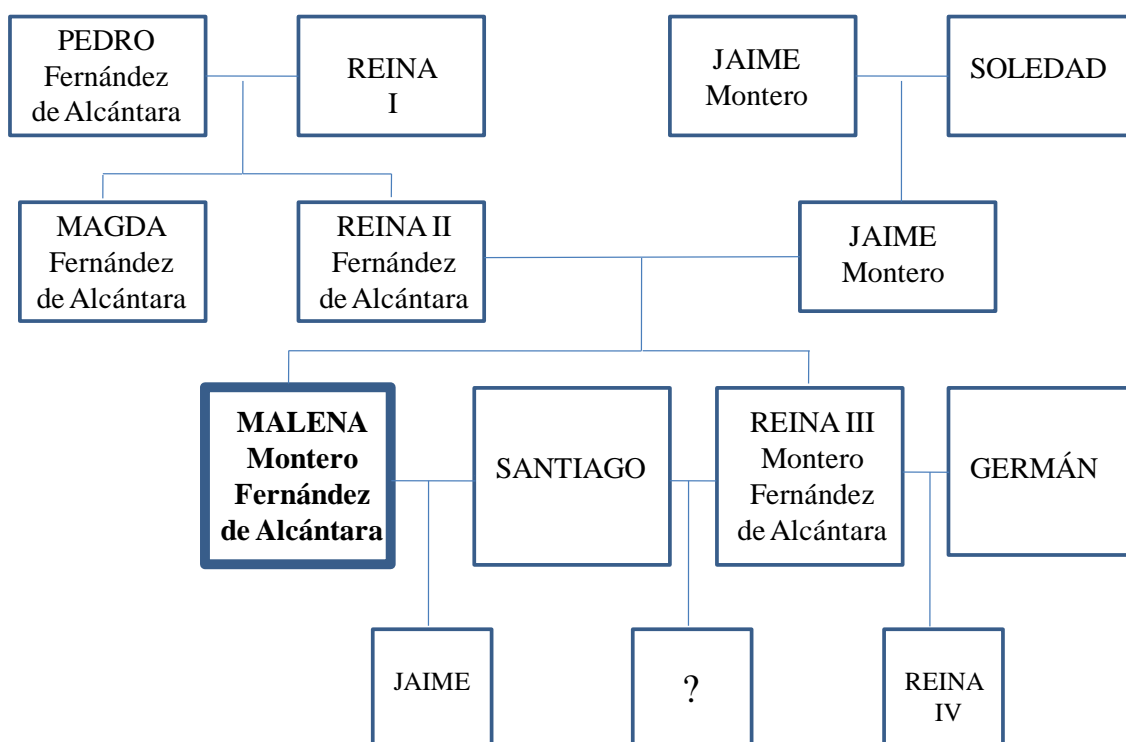 PEDRO
Fernández
de Alcántara
REINA
I
JAIME
Montero
SOLEDAD
MAGDA
Fernández
de Alcántara
REINA II
Fernández
de Alcántara
JAIME
Montero
MALENA
Montero
Fernández
de Alcántara
SANTIAGO
REINA III
Montero
Fernández
de Alcántara
GERMÁN
JAIME
?
REINA
IV